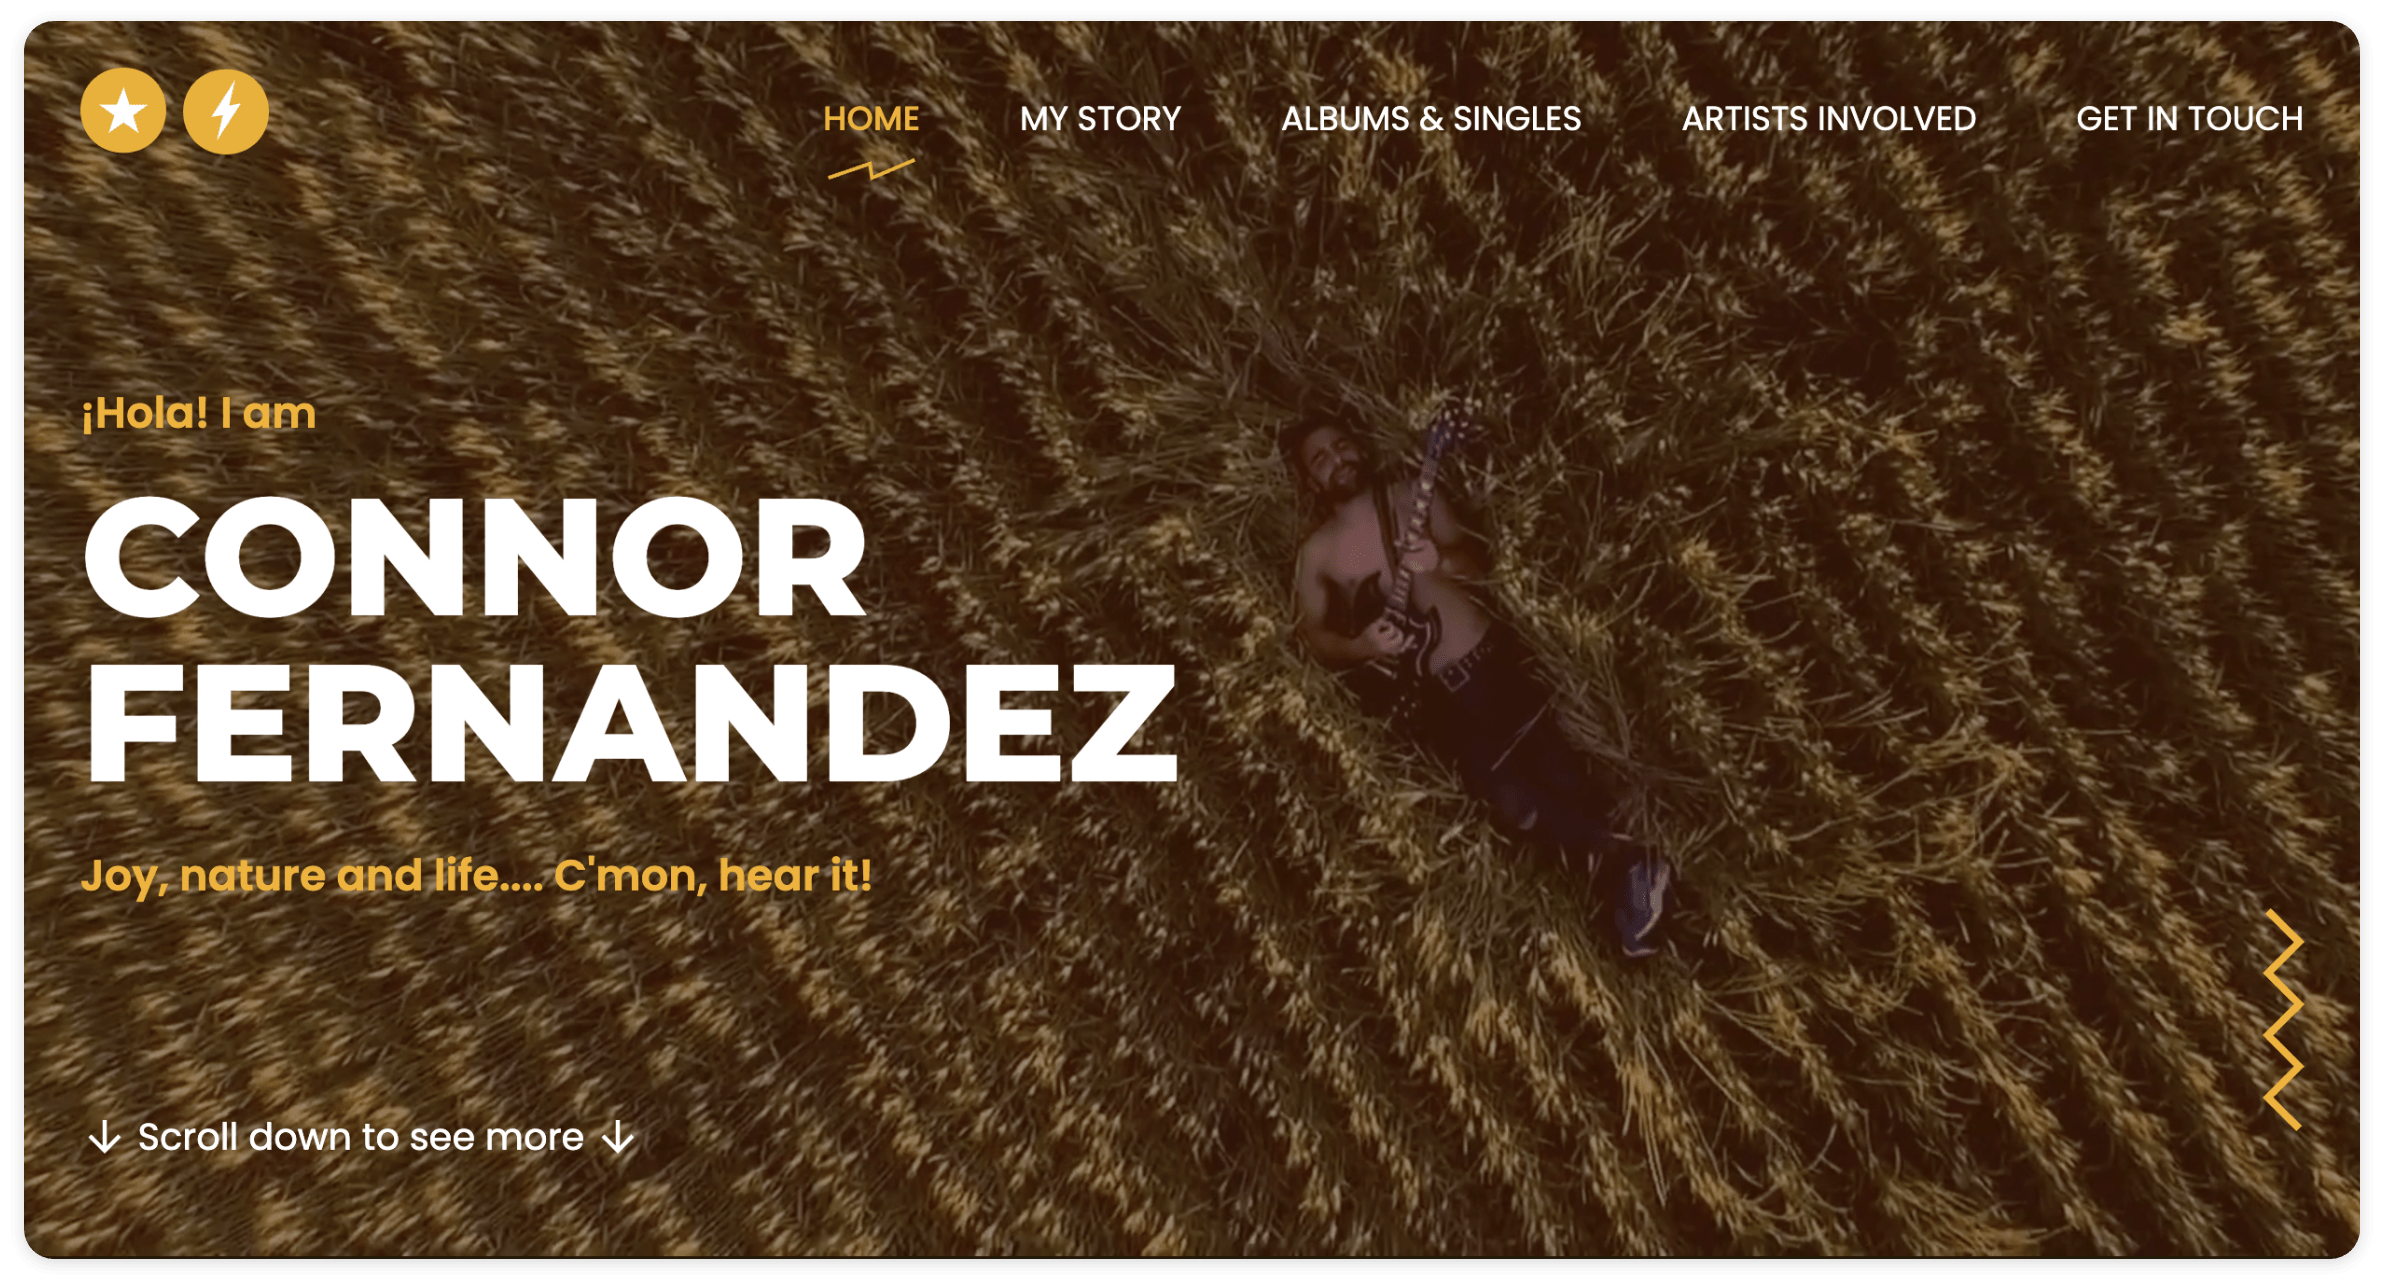 HOME
MY STORY
ALBUMS & SINGLES
ARTISTS INVOLVED
GET IN TOUCH
¡Hola! I am
CONNOR
FERNANDEZ
Joy, nature and life.... C'mon, hear it!
↓ Scroll down to see more ↓